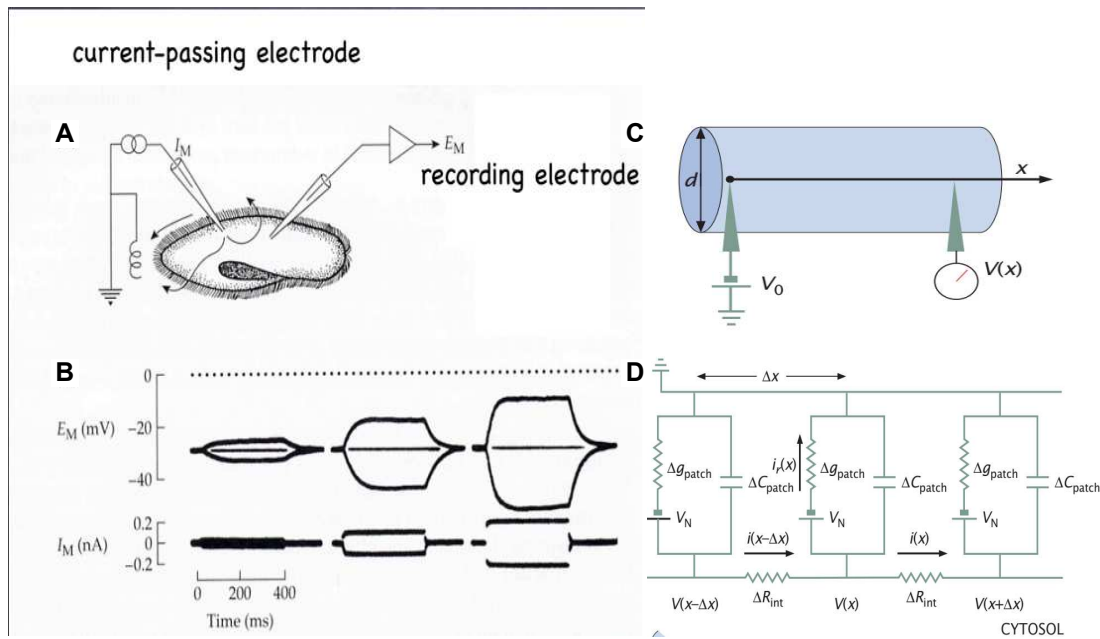 current-passing electrode
A
I_M
E_M
recording electrode
B
0
E_M (mV)
−20
−40
0.2
I_M (nA)
0
−0.2
0 200 400
Time (ms)
C
d
x
V_0
V(x)
D
Δx
i_r(x)
Δg_patch
ΔC_patch
Δg_patch
ΔC_patch
Δg_patch
ΔC_patch
V_N
V_N
V_N
i(x−Δx)
i(x)
ΔR_int
ΔR_int
V(x−Δx)
V(x)
V(x+Δx)
CYTOSOL